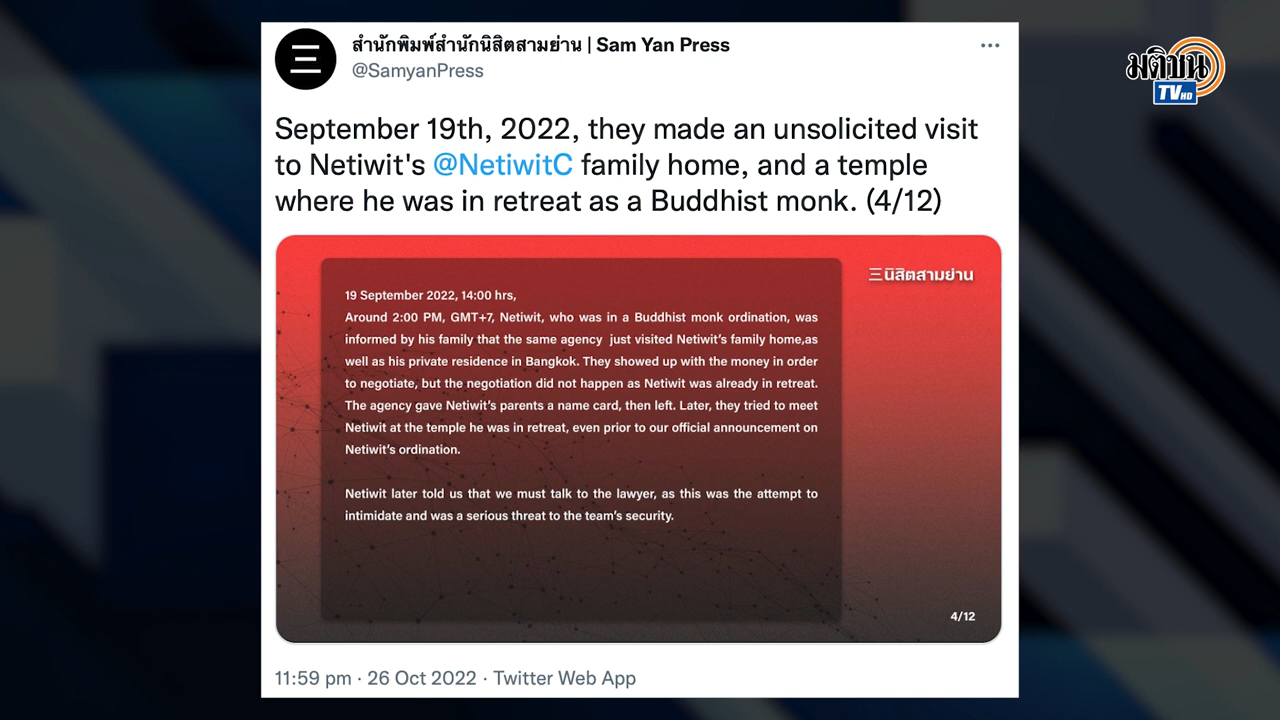 สำนักพิมพ์สำนักนิสิตสามย่าน | Sam Yan Press
@SamyanPress
มติชน
TV HD
September 19th, 2022, they made an unsolicited visit
to Netiwit's @NetiwitC family home, and a temple
where he was in retreat as a Buddhist monk. (4/12)
三นิสิตสามย่าน
19 September 2022, 14:00 hrs,
Around 2:00 PM, GMT+7, Netiwit, who was in a Buddhist monk ordination, was
informed by his family that the same agency just visited Netiwit's family home,as
well as his private residence in Bangkok. They showed up with the money in order
to negotiate, but the negotiation did not happen as Netiwit was already in retreat.
The agency gave Netiwit's parents a name card, then left. Later, they tried to meet
Netiwit at the temple he was in retreat, even prior to our official announcement on
Netiwit's ordination.
Netiwit later told us that we must talk to the lawyer, as this was the attempt to
intimidate and was a serious threat to the team's security.
4/12
11:59 pm · 26 Oct 2022 · Twitter Web App